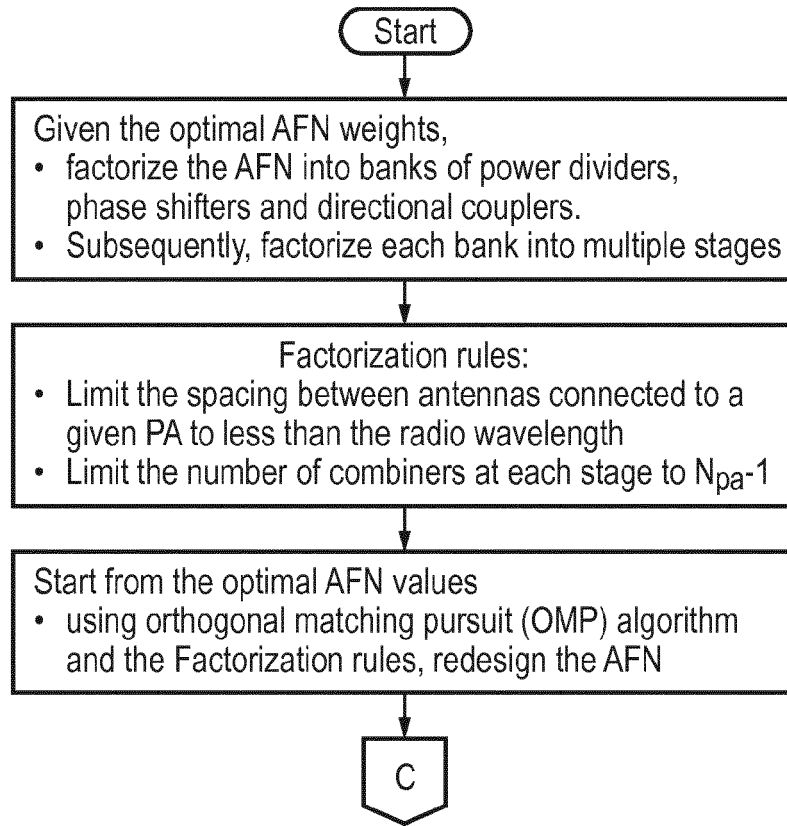 Start
Given the optimal AFN weights,
• factorize the AFN into banks of power dividers,
phase shifters and directional couplers.
• Subsequently, factorize each bank into multiple stages
Factorization rules:
• Limit the spacing between antennas connected to a
given PA to less than the radio wavelength
• Limit the number of combiners at each stage to Npa-1
Start from the optimal AFN values
• using orthogonal matching pursuit (OMP) algorithm
and the Factorization rules, redesign the AFN
C